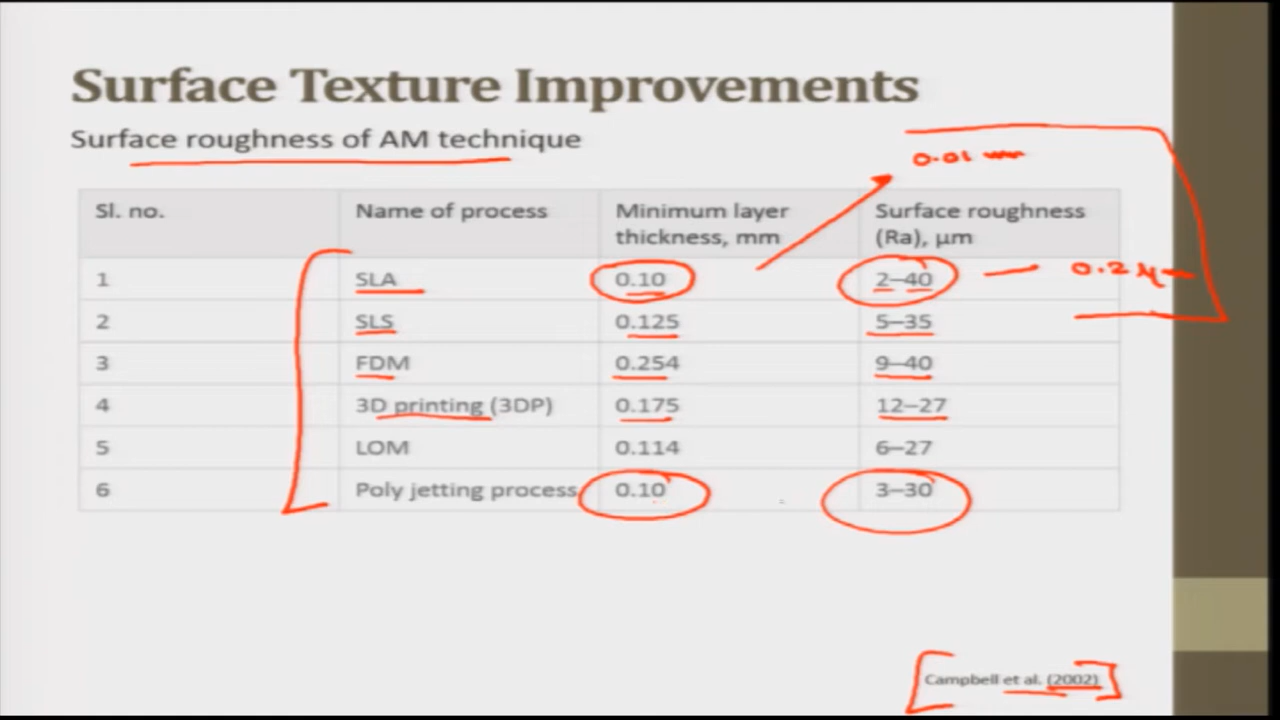 Surface Texture Improvements
Surface roughness of AM technique
0.01 mm
Sl. no. Name of process Minimum layer thickness, mm Surface roughness (Ra), µm
1 SLA 0.10 2–40 0.2 µm
2 SLS 0.125 5–35
3 FDM 0.254 9–40
4 3D printing (3DP) 0.175 12–27
5 LOM 0.114 6–27
6 Poly jetting process 0.10 3–30
Campbell et al. (2002)